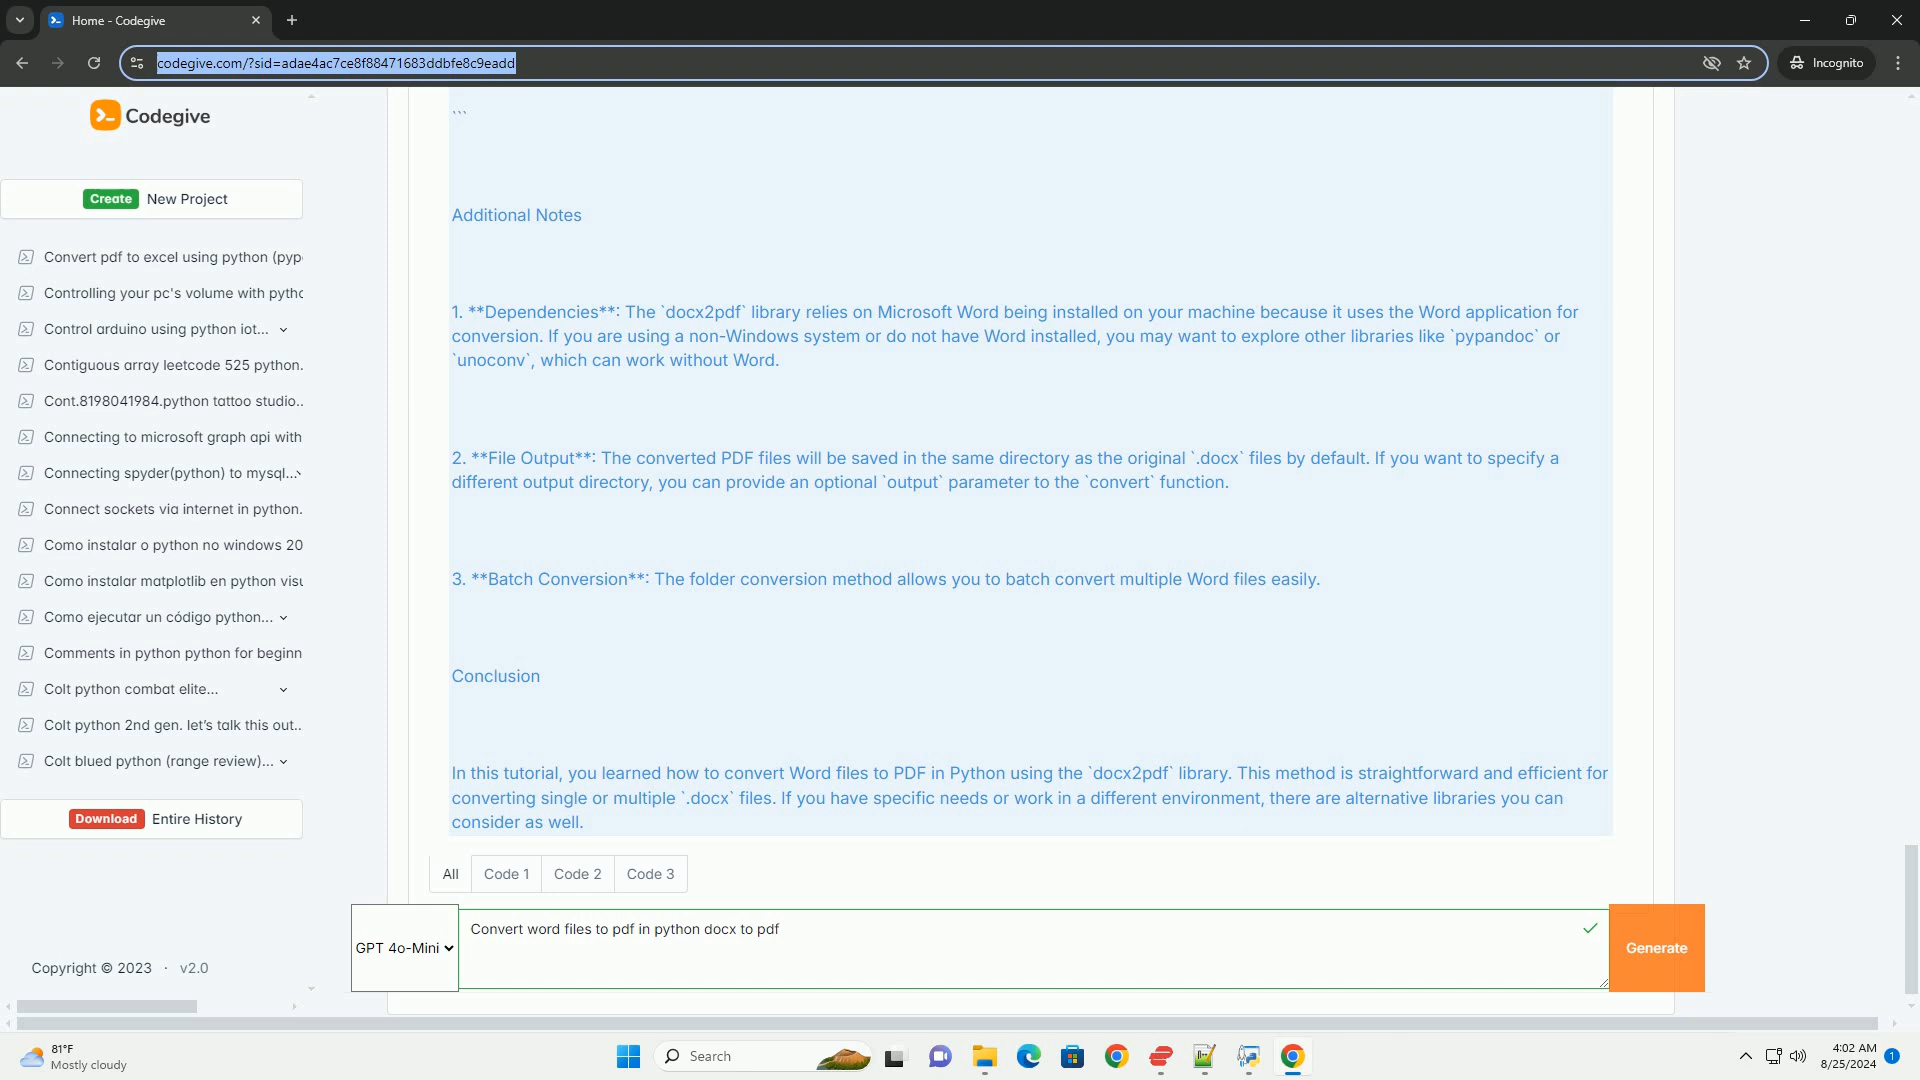 Home - Codegive
codegive.com/?sid=adae4ac7ce8f88471683ddbfe8c9eadd
Incognito
Codegive
Create New Project
Convert pdf to excel using python (pyp
Controlling your pc's volume with pytho
Control arduino using python iot...
Contiguous array leetcode 525 python.
Cont.8198041984.python tattoo studio..
Connecting to microsoft graph api with
Connecting spyder(python) to mysql...
Connect sockets via internet in python.
Como instalar o python no windows 20
Como instalar matplotlib en python visu
Como ejecutar un código python...
Comments in python python for beginn
Colt python combat elite...
Colt python 2nd gen. let's talk this out..
Colt blued python (range review)...
Download Entire History
Copyright © 2023 · v2.0
```
Additional Notes
1. **Dependencies**: The `docx2pdf` library relies on Microsoft Word being installed on your machine because it uses the Word application for
conversion. If you are using a non-Windows system or do not have Word installed, you may want to explore other libraries like `pypandoc` or
`unoconv`, which can work without Word.
2. **File Output**: The converted PDF files will be saved in the same directory as the original `.docx` files by default. If you want to specify a
different output directory, you can provide an optional `output` parameter to the `convert` function.
3. **Batch Conversion**: The folder conversion method allows you to batch convert multiple Word files easily.
Conclusion
In this tutorial, you learned how to convert Word files to PDF in Python using the `docx2pdf` library. This method is straightforward and efficient for
converting single or multiple `.docx` files. If you have specific needs or work in a different environment, there are alternative libraries you can
consider as well.
All Code 1 Code 2 Code 3
GPT 4o-Mini
Convert word files to pdf in python docx to pdf
Generate
81°F
Mostly cloudy
Search
4:02 AM
8/25/2024
1